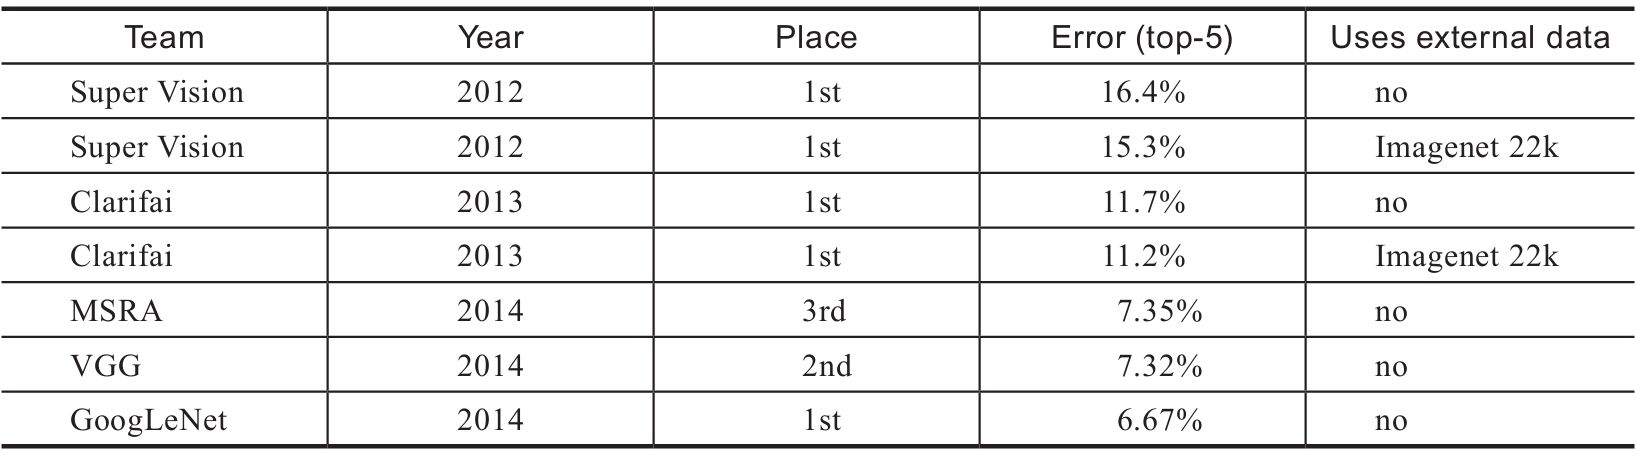 Team Year Place Error (top-5) Uses external data
Super Vision 2012 1st 16.4% no
Super Vision 2012 1st 15.3% Imagenet 22k
Clarifai 2013 1st 11.7% no
Clarifai 2013 1st 11.2% Imagenet 22k
MSRA 2014 3rd 7.35% no
VGG 2014 2nd 7.32% no
GoogLeNet 2014 1st 6.67% no